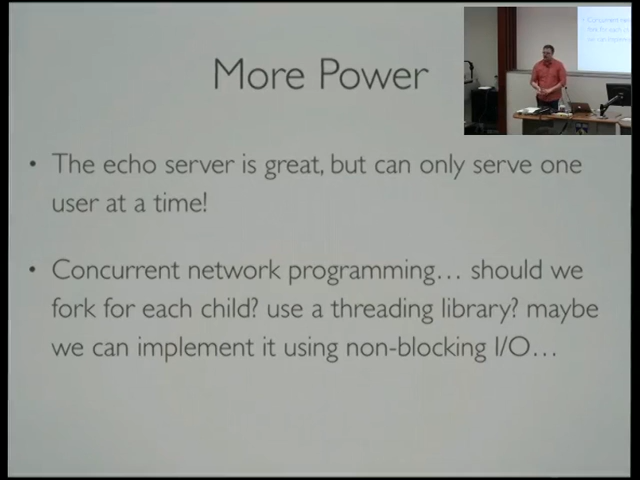 More Power
• The echo server is great, but can only serve one
user at a time!
• Concurrent network programming… should we
fork for each child? use a threading library? maybe
we can implement it using non-blocking I/O…